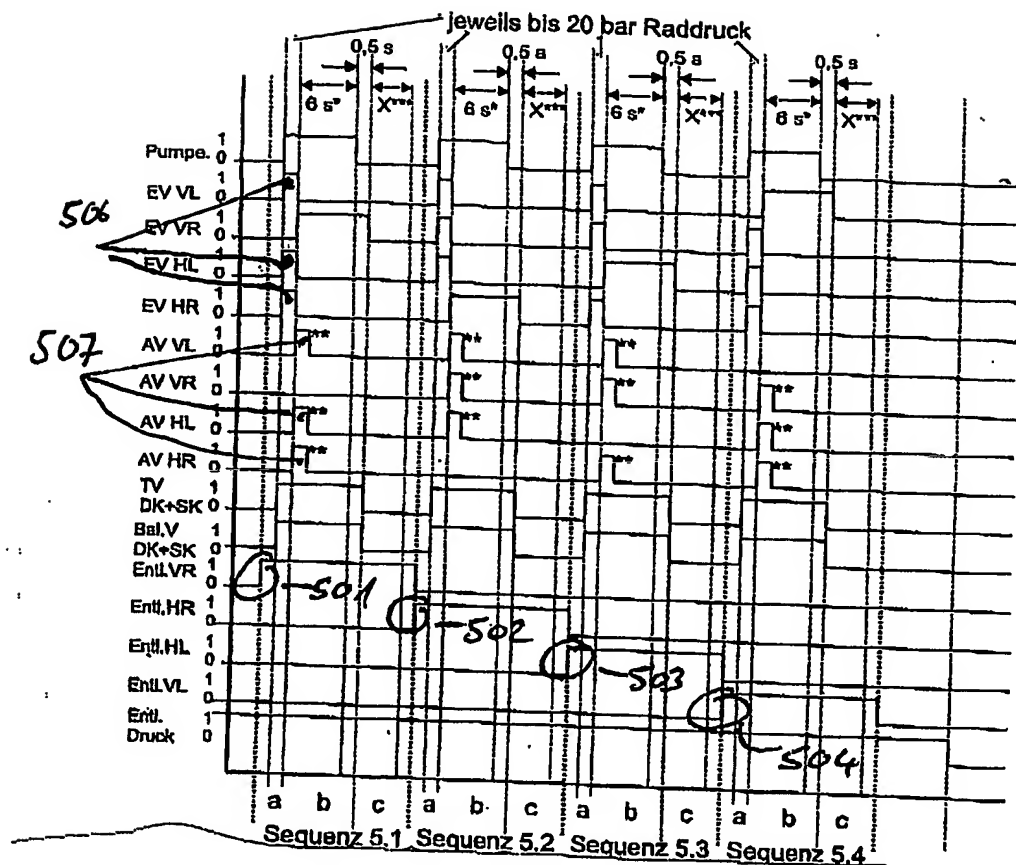 jeweils bis 20 bar Raddruck
0,5 s 0,5 a 0,5 s 0,5 s
6 s* X*** 6 s* X*** 6 s* X*** 6 s* X***
Pumpe. 1 0
EV VL 1 0
506
EV VR 1 0
EV HL 1 0
EV HR 1 0
507
AV VL 1 0 ** ** **
AV VR 1 0 ** ** **
AV HL 1 0 ** ** **
AV HR 1 0 ** ** **
TV 1
DK+SK 0
Bal.V 1
DK+SK 0
Entl.VR 1 0 501
Entl.HR 1 0 502
Entl.HL 1 0 503
Entl.VL 1 0 504
Entl. 1
Druck 0
a b c a b c a b c a b c
Sequenz 5.1 Sequenz 5.2 Sequenz 5.3 Sequenz 5.4